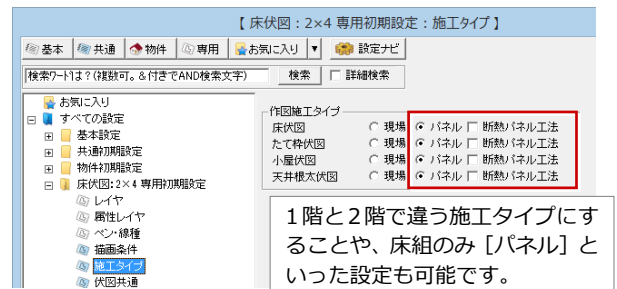 【 床伏図：2×4 専用初期設定：施工タイプ 】
基本 共通 物件 専用 お気に入り ▼ 設定ナビ
検索ワードは？(複数可。＆付きでAND検索文字) 検索 詳細検索
お気に入り
すべての設定
基本設定
共通初期設定
物件初期設定
床伏図:2×4 専用初期設定
レイヤ
属性レイヤ
ペン・線種
描画条件
施工タイプ
伏図共通
作図施工タイプ
床伏図 現場 パネル 断熱パネル工法
たて枠伏図 現場 パネル 断熱パネル工法
小屋伏図 現場 パネル 断熱パネル工法
天井根太伏図 現場 パネル 断熱パネル工法
１階と２階で違う施工タイプにす
ることや、床組のみ［パネル］と
いった設定も可能です。